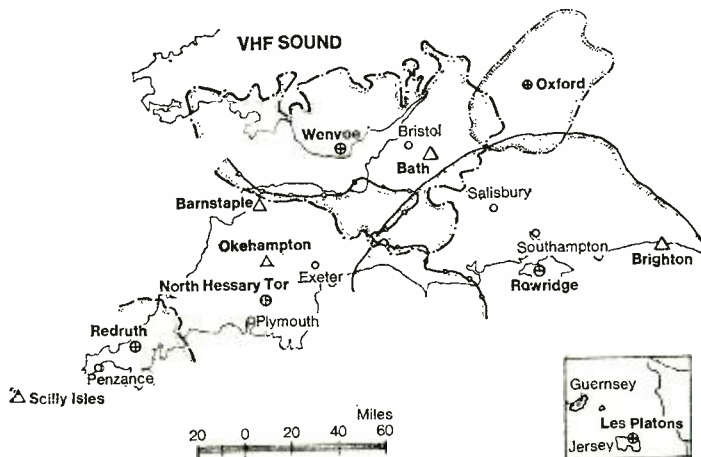 VHF SOUND
Oxford
Wenvoe
Bristol
Bath
Salisbury
Barnstaple
Southampton
Okehampton
Brighton
Exeter
North Hessary Tor
Rowridge
Plymouth
Redruth
Penzance
Scilly Isles
Guernsey
Les Platons
Jersey
Miles
20 0 20 40 60